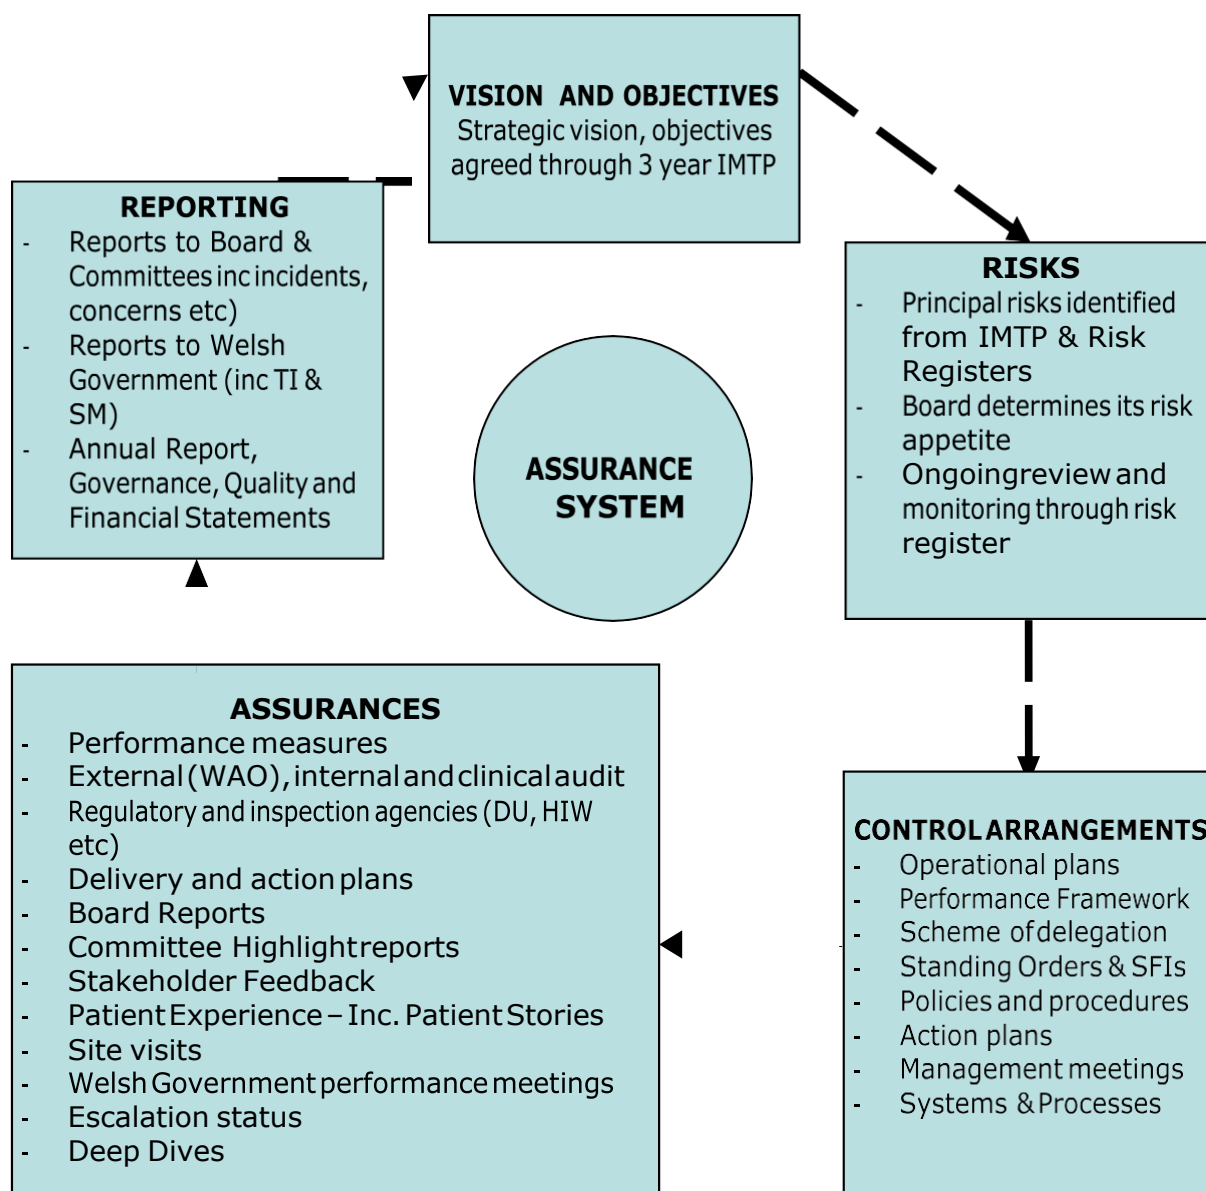 VISION AND OBJECTIVES
Strategic vision, objectives
agreed through 3 year IMTP
REPORTING
- Reports to Board &
Committees inc incidents,
concerns etc)
- Reports to Welsh
Government (inc TI &
SM)
- Annual Report,
Governance, Quality and
Financial Statements
RISKS
- Principal risks identified
from IMTP & Risk
Registers
- Board determines its risk
appetite
- Ongoingreview and
monitoring through risk
register
ASSURANCE
SYSTEM
ASSURANCES
- Performance measures
- External (WAO), internal and clinical audit
- Regulatory and inspection agencies (DU, HIW
etc)
- Delivery and action plans
- Board Reports
- Committee Highlight reports
- Stakeholder Feedback
- Patient Experience – Inc. Patient Stories
- Site visits
- Welsh Government performance meetings
- Escalation status
- Deep Dives
CONTROL ARRANGEMENTS
- Operational plans
- Performance Framework
- Scheme of delegation
- Standing Orders & SFIs
- Policies and procedures
- Action plans
- Management meetings
- Systems & Processes